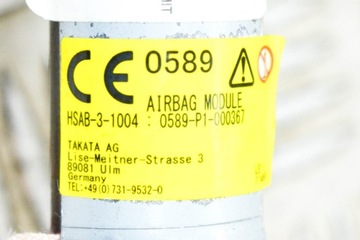 UNIT
CE 0589
AIRBAG MODULE
HSAB-3-1004 : 0589-P1-000367
TAKATA AG
Lise-Meitner-Strasse 3
89081 Ulm
Germany
TEL:+49(0)731-9532-0